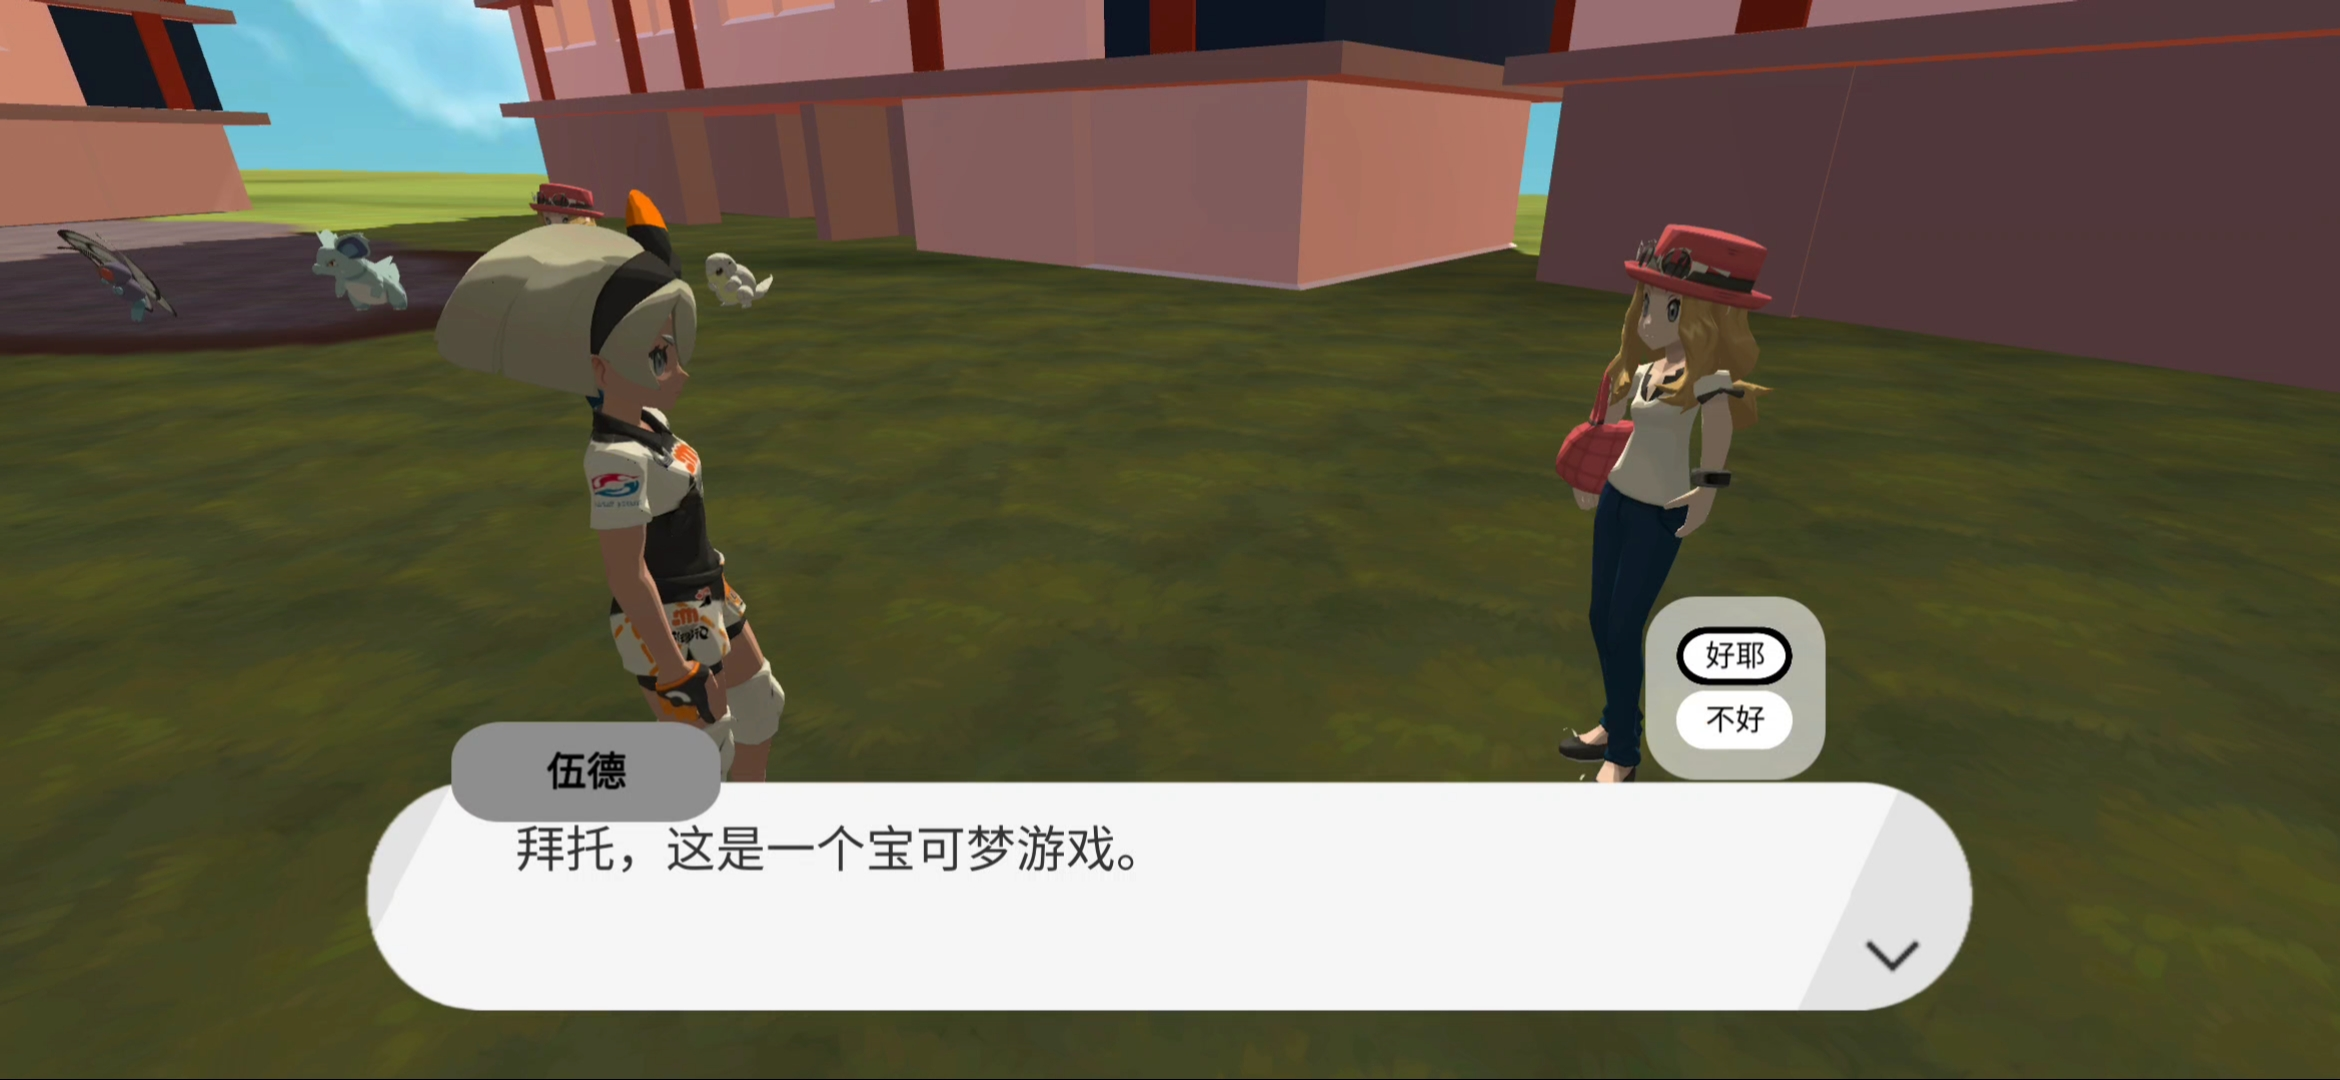 好耶
不好
伍德
拜托，这是一个宝可梦游戏。